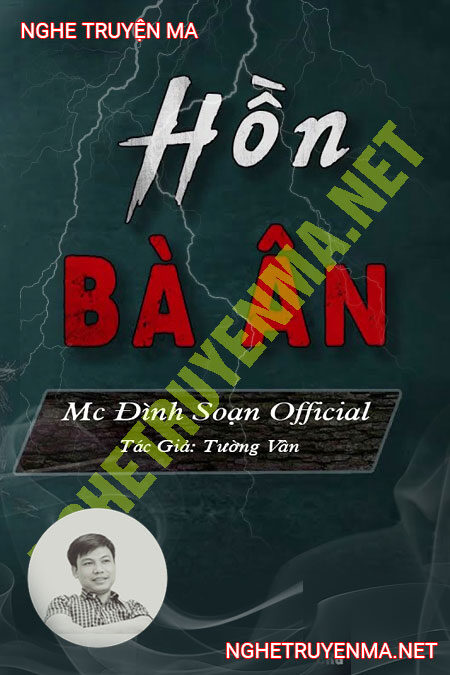 NGHE TRUYỆN MA
Hồn
BÀ ÂN
NGHETRUYENMA.NET
Mc Đình Soạn Official
Tác Giả: Tường Vân
NGHETRUYENMA.NET